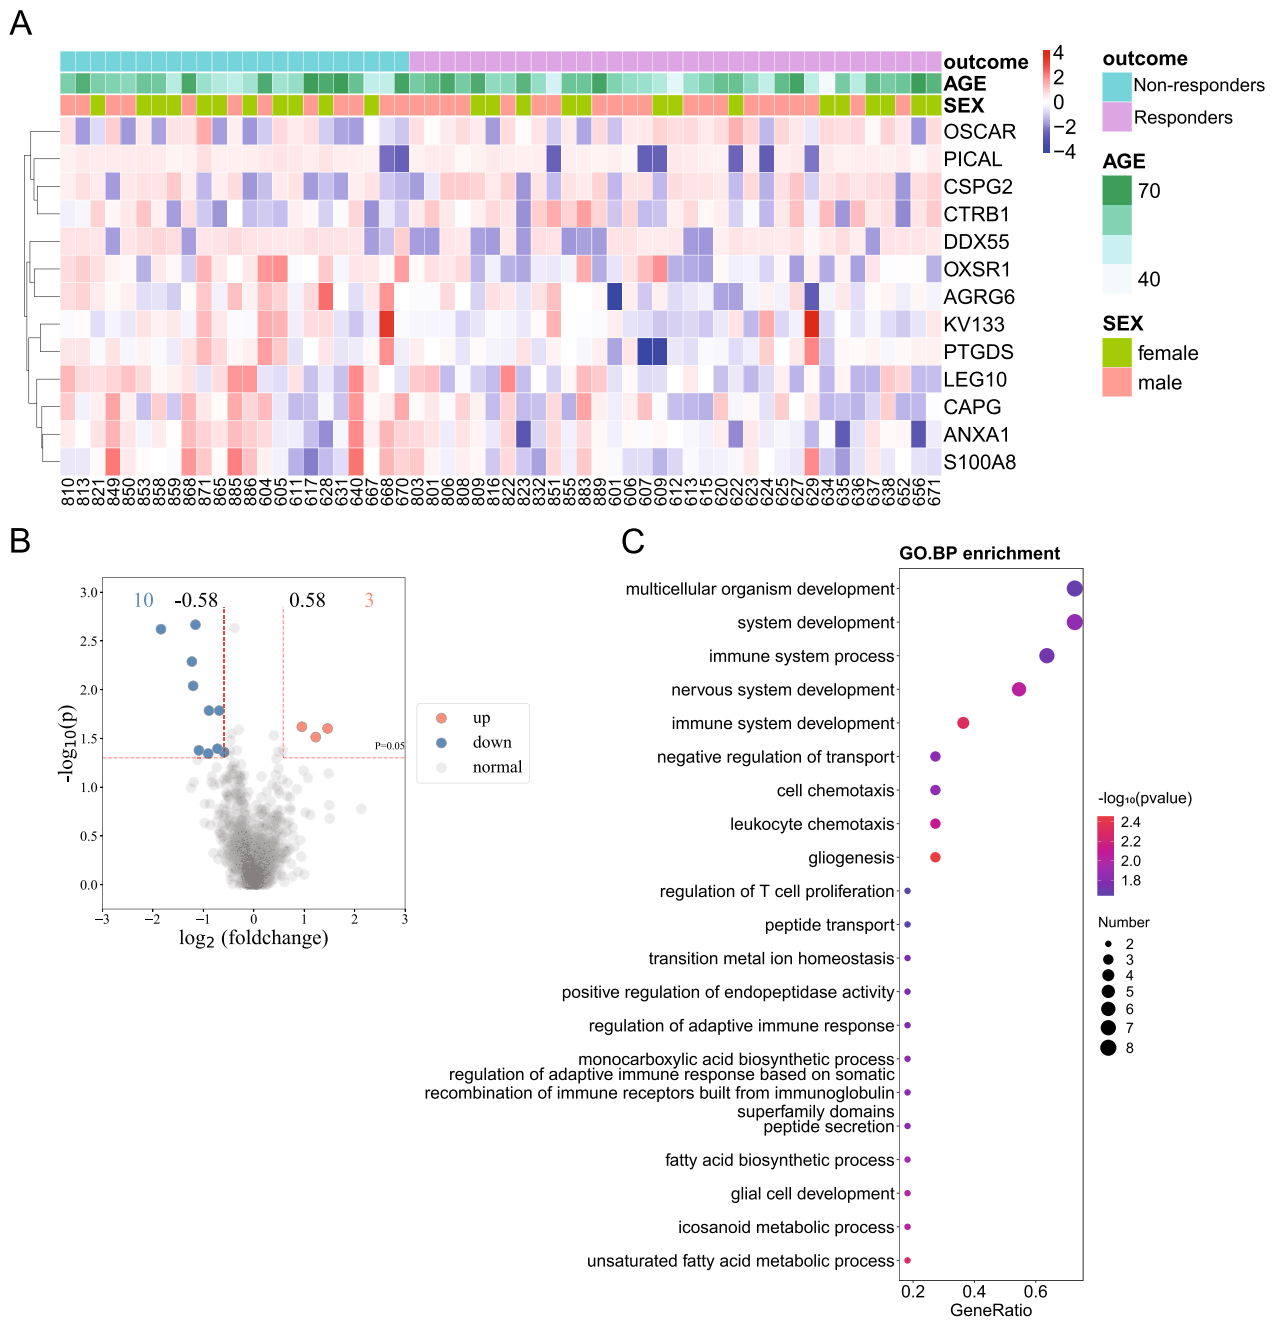 A
outcome
AGE
SEX
OSCAR
PICAL
CSPG2
CTRB1
DDX55
OXSR1
AGRG6
KV133
PTGDS
LEG10
CAPG
ANXA1
S100A8
810 813 821 849 850 853 858 859 868 871 865 885 886 604 605 611 617 628 631 640 667 668 670 803 801 806 808 809 816 822 823 832 851 855 883 889 601 606 607 609 612 613 615 620 622 623 624 625 627 629 634 635 636 637 638 652 656 671
4
2
0
−2
−4
outcome
Non-responders
Responders
AGE
70
40
SEX
female
male
B
10 -0.58 0.58 3
P=0.05
3.0
2.5
2.0
1.5
1.0
0.5
0.0
-log10(p)
−3 −2 −1 0 1 2 3
log2 (foldchange)
up
down
normal
C
GO.BP enrichment
multicellular organism development
system development
immune system process
nervous system development
immune system development
negative regulation of transport
cell chemotaxis
leukocyte chemotaxis
gliogenesis
regulation of T cell proliferation
peptide transport
transition metal ion homeostasis
positive regulation of endopeptidase activity
regulation of adaptive immune response
monocarboxylic acid biosynthetic process
regulation of adaptive immune response based on somatic
recombination of immune receptors built from immunoglobulin
superfamily domains
peptide secretion
fatty acid biosynthetic process
glial cell development
icosanoid metabolic process
unsaturated fatty acid metabolic process
0.2 0.4 0.6
GeneRatio
-log₁₀(pvalue)
2.4
2.2
2.0
1.8
Number
2
3
4
5
6
7
8